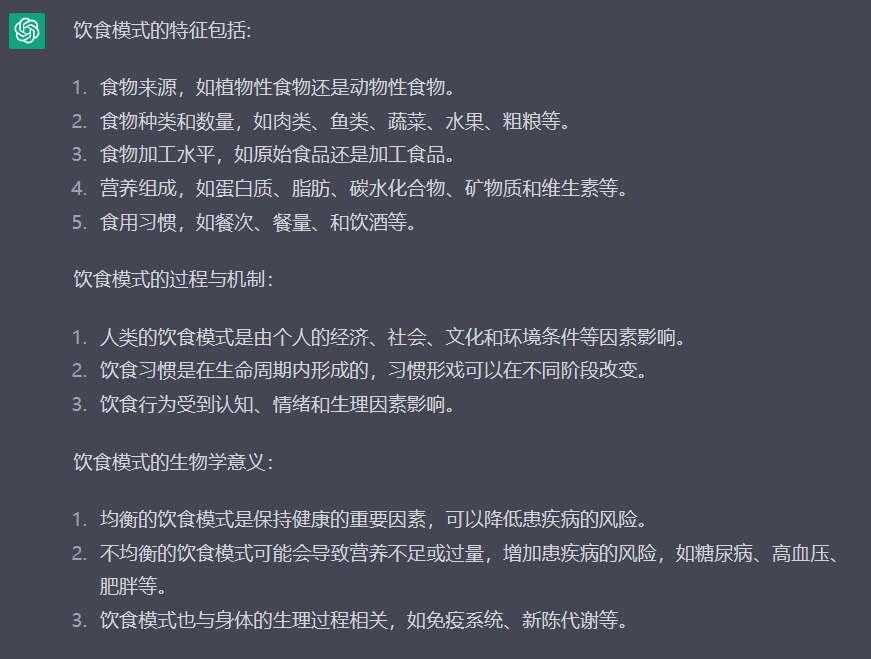 饮食模式的特征包括:
1. 食物来源，如植物性食物还是动物性食物。
2. 食物种类和数量，如肉类、鱼类、蔬菜、水果、粗粮等。
3. 食物加工水平，如原始食品还是加工食品。
4. 营养组成，如蛋白质、脂肪、碳水化合物、矿物质和维生素等。
5. 食用习惯，如餐次、餐量、和饮酒等。
饮食模式的过程与机制：
1. 人类的饮食模式是由个人的经济、社会、文化和环境条件等因素影响。
2. 饮食习惯是在生命周期内形成的，习惯形戏可以在不同阶段改变。
3. 饮食行为受到认知、情绪和生理因素影响。
饮食模式的生物学意义：
1. 均衡的饮食模式是保持健康的重要因素，可以降低患疾病的风险。
2. 不均衡的饮食模式可能会导致营养不足或过量，增加患疾病的风险，如糖尿病、高血压、
肥胖等。
3. 饮食模式也与身体的生理过程相关，如免疫系统、新陈代谢等。